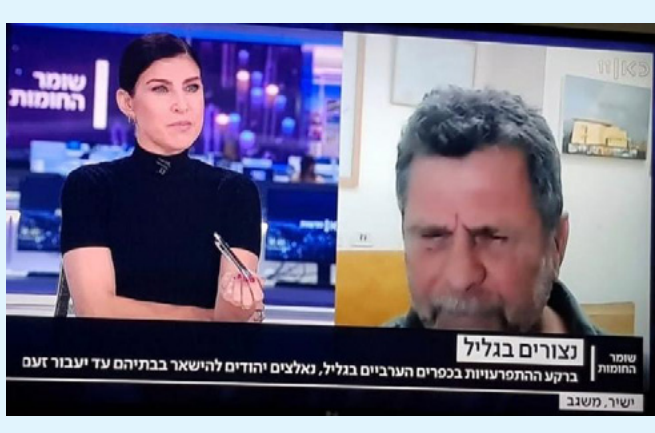 שומר
החומות
כאן 11
נצורים בגליל
ברקע ההתפרעויות בכפרים הערביים בגליל, נאלצים יהודים להישאר בבתיהם עד יעבור זעם
שומר
החומות
ישיר, משגב